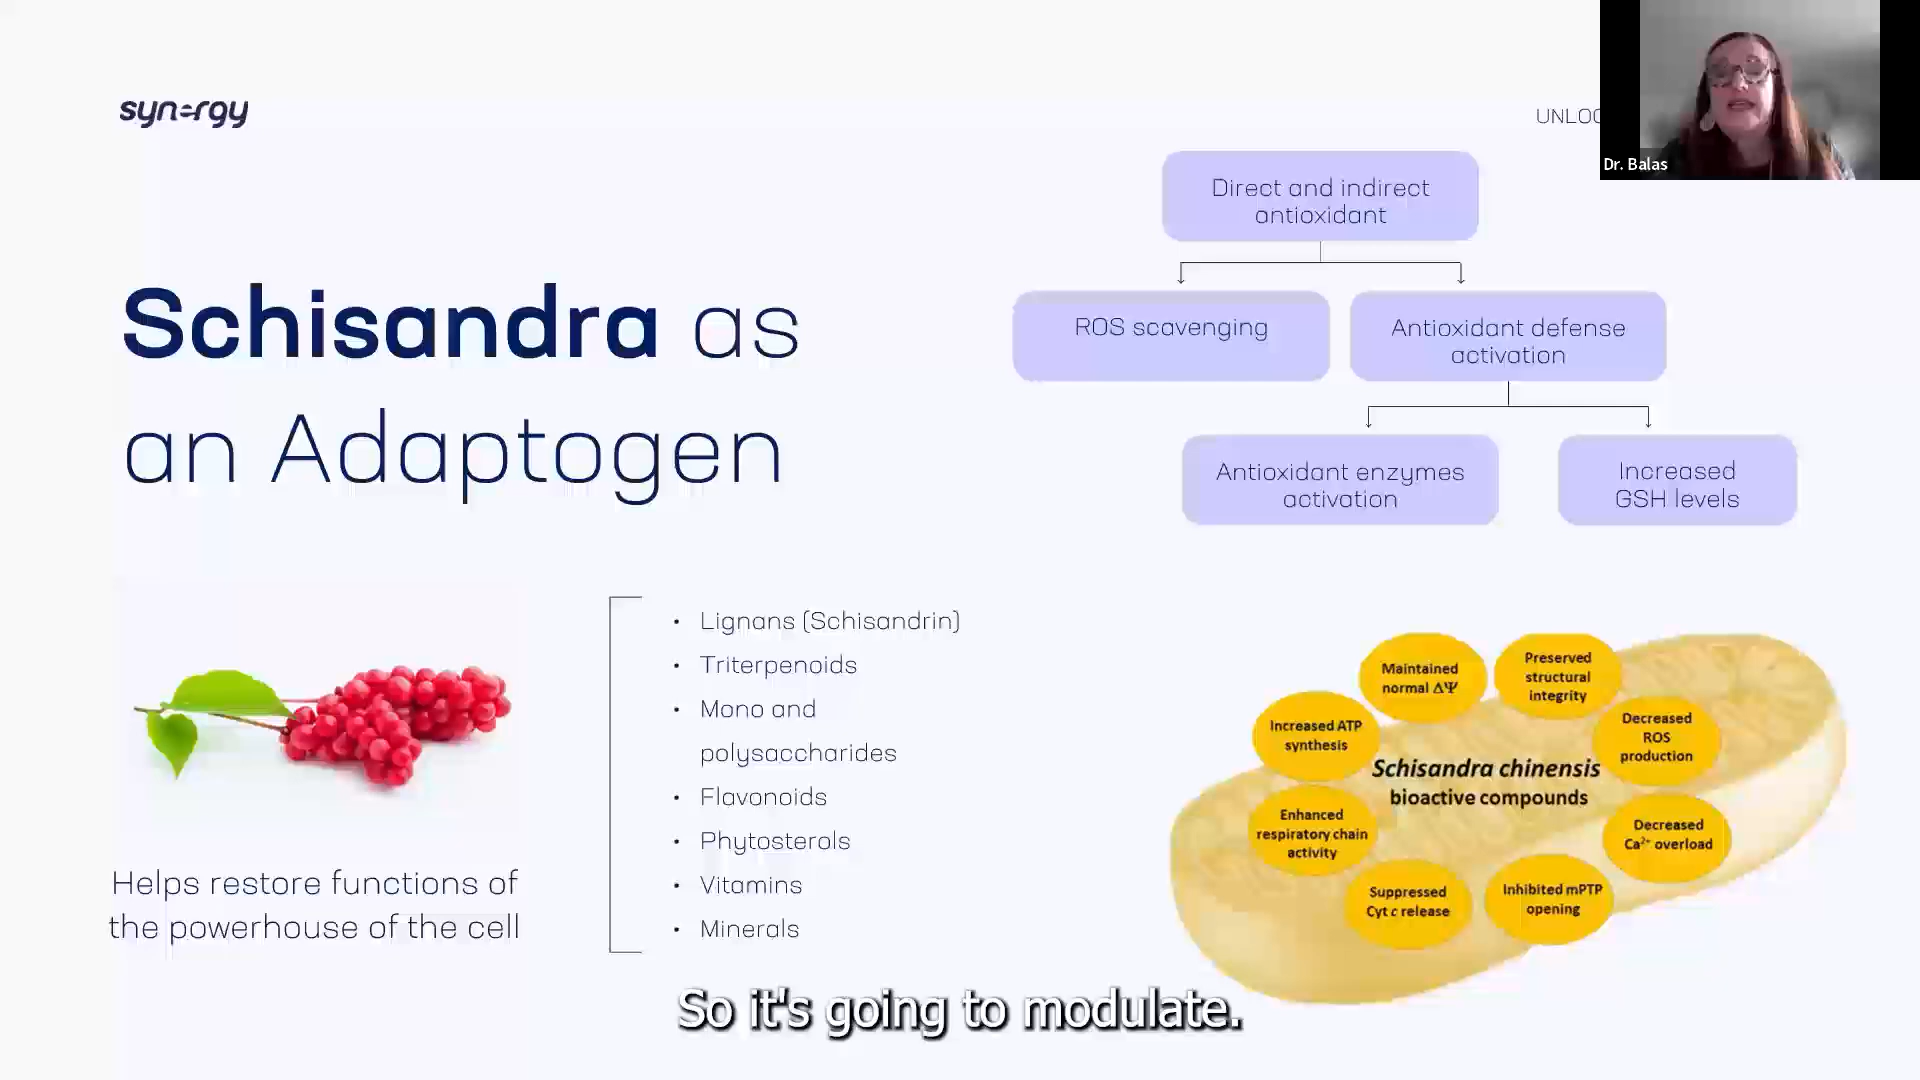 synergy
UNLOC
Dr. Balas
Schisandra as
an Adaptogen
Direct and indirect
antioxidant
ROS scavenging
Antioxidant defense
activation
Antioxidant enzymes
activation
Increased
GSH levels
Helps restore functions of
the powerhouse of the cell
• Lignans (Schisandrin)
• Triterpenoids
• Mono and
polysaccharides
• Flavonoids
• Phytosterols
• Vitamins
• Minerals
Maintained
normal ΔΨ
Preserved
structural
integrity
Increased ATP
synthesis
Decreased
ROS
production
Schisandra chinensis
bioactive compounds
Enhanced
respiratory chain
activity
Decreased
Ca²⁺ overload
Suppressed
Cyt c release
Inhibited mPTP
opening
So it's going to modulate.